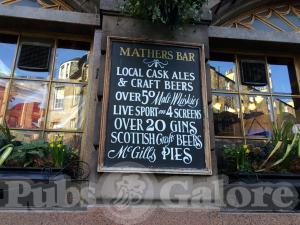 MATHERS BAR
LOCAL CASK ALES
& CRAFT BEERS
OVER 50 Malt Whiskies
LIVE SPORT on 4 SCREENS
OVER 20 GINS
SCOTTISH Craft BEERS
McGill's PIES
PUBS GALORE